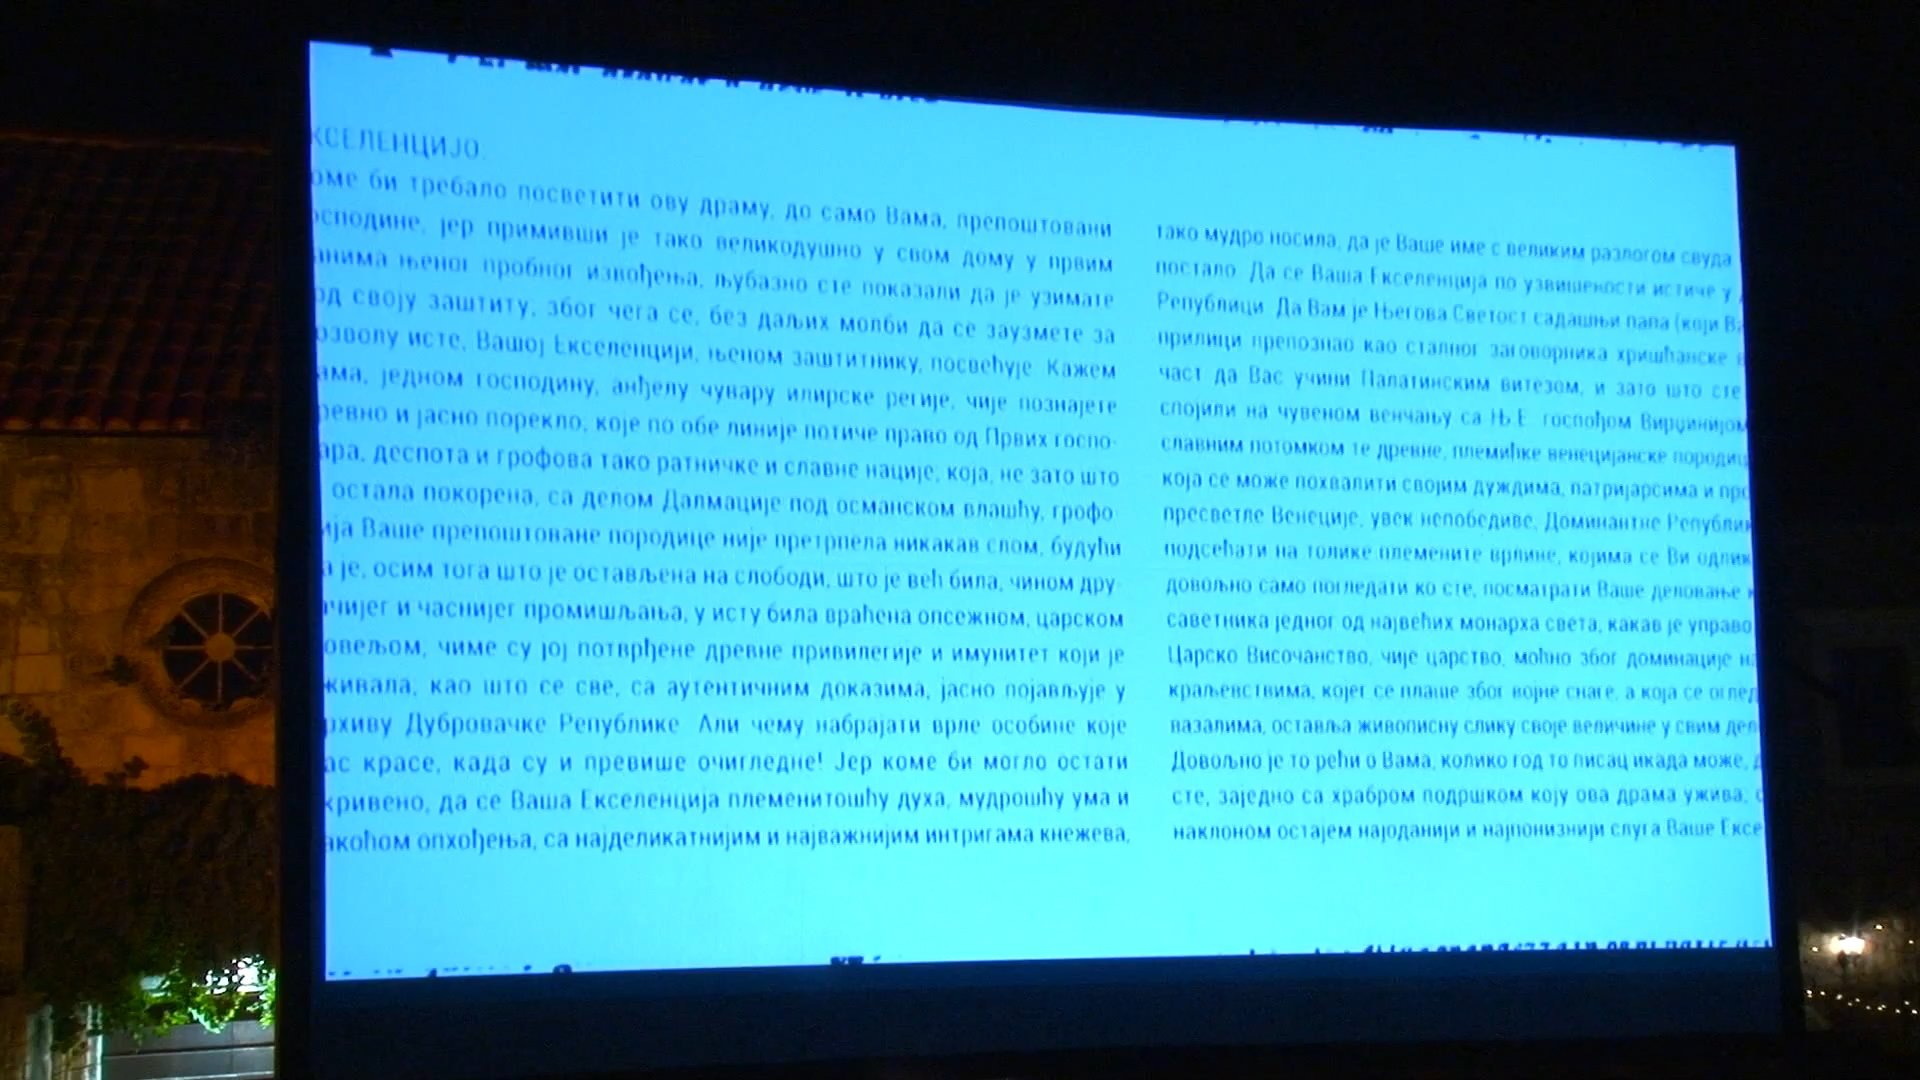 КСЕЛЕНЦИЈО
оме би требало посветити ову драму, до само Вама, препоштовани
осподине, јер примивши је тако великодушно у свом дому у првим
анима њеног пробног извођења, љубазно сте показали да је узимате
од своју заштиту, због чега се, без даљих молби да се заузмете за
озволу исте, Вашој Екселенцији, њеном заштитнику, посвећује. Кажем
ама, једном господину, анђелу чувару илирске регије, чије познајете
ревно и јасно порекло, које по обе линије потиче право од Првих госпо-
ара, деспота и грофова тако ратничке и славне нације, која, не зато што
остала покорена, са делом Далмације под османском влашћу, грофо-
ија Ваше препоштоване породице није претрпела никакав слом, будући
а је, осим тога што је остављена на слободи, што је већ била, чином дру-
ачијег и часнијег промишљања, у исту била враћена опсежном, царском
овељом, чиме су јој потврђене древне привилегије и имунитет који је
живала, као што се све, са аутентичним доказима, јасно појављује у
рхиву Дубровачке Републике. Али чему набрајати врле особине које
ас красе, када су и превише очигледне! Јер коме би могло остати
кривено, да се Ваша Екселенција племенитошћу духа, мудрошћу ума и
акоћом опхођења, са најделикатнијим и најважнијим интригама кнежева,
тако мудро носила, да је Ваше име с великим разлогом свуда
постало. Да се Ваша Екселенција по узвишености истиче у
Републици. Да Вам је Његова Светост садашњи папа (који Ва
прилици препознао као сталног заговорника хришћанске в
част да Вас учини Палатинским витезом, и зато што сте
спојили на чувеном венчању са Њ.Е. госпођом Вирџинијом
славним потомком те древне, племићке венецијанске породиц
која се може похвалити својим дуждима, патријарсима и про
пресветле Венеције, увек непобедиве, Доминантне Републик
подсећати на толике племените врлине, којима се Ви одлик
довољно само погледати ко сте, посматрати Ваше деловање к
саветника једног од највећих монарха света, какав је управо
Царско Височанство, чије царство, моћно због доминације на
краљевствима, којег се плаше због војне снаге, а која се оглед
вазалима, оставља живописну слику своје величине у свим дел
Довољно је то рећи о Вама, колико год то писац икада може, д
сте, заједно са храбром подршком коју ова драма ужива, с
наклоном остајем најоданији и најпонизнији слуга Ваше Ексе